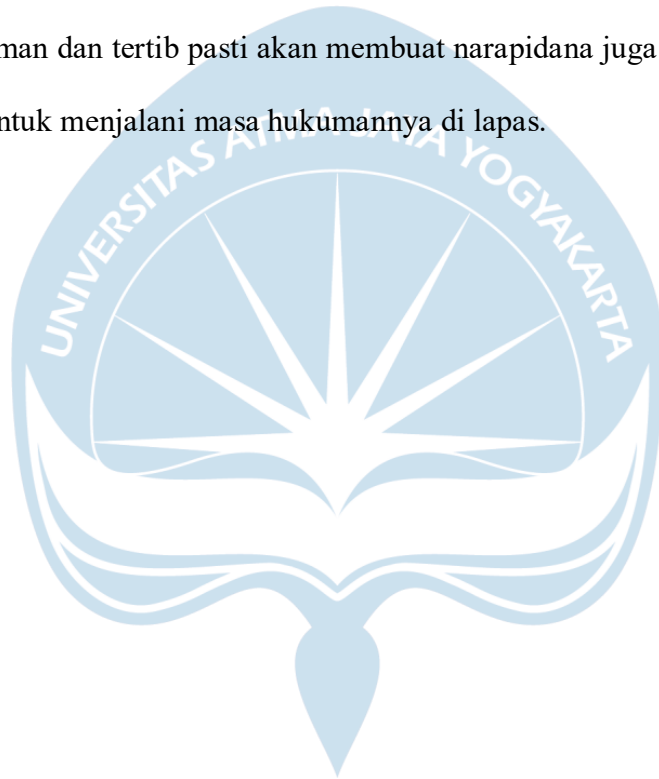 man dan tertib pasti akan membuat narapidana juga
ntuk menjalani masa hukumannya di lapas.
UNIVERSITAS ATMA JAYA YOGYAKARTA